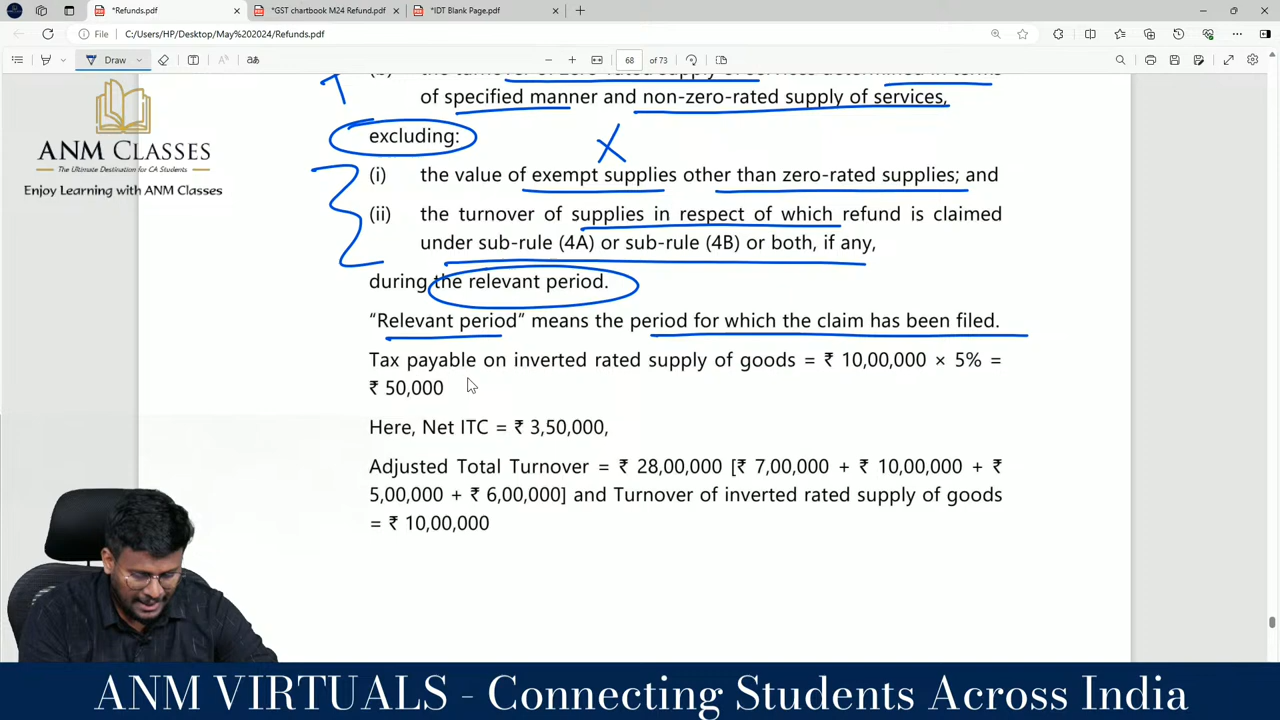 *Refunds.pdf
*GST chartbook M24 Refund.pdf
*IDT Blank Page.pdf
File
C:/Users/HP/Desktop/May%202024/Refunds.pdf
Draw
68 of 73
of specified manner and non-zero-rated supply of services,
excluding:
(i) the value of exempt supplies other than zero-rated supplies; and
(ii) the turnover of supplies in respect of which refund is claimed
under sub-rule (4A) or sub-rule (4B) or both, if any,
during the relevant period.
“Relevant period” means the period for which the claim has been filed.
Tax payable on inverted rated supply of goods = ₹ 10,00,000 × 5% =
₹ 50,000
Here, Net ITC = ₹ 3,50,000,
Adjusted Total Turnover = ₹ 28,00,000 [₹ 7,00,000 + ₹ 10,00,000 + ₹
5,00,000 + ₹ 6,00,000] and Turnover of inverted rated supply of goods
= ₹ 10,00,000
ANM CLASSES
The Ultimate Destination for CA Students
Enjoy Learning with ANM Classes
ANM VIRTUALS - Connecting Students Across India